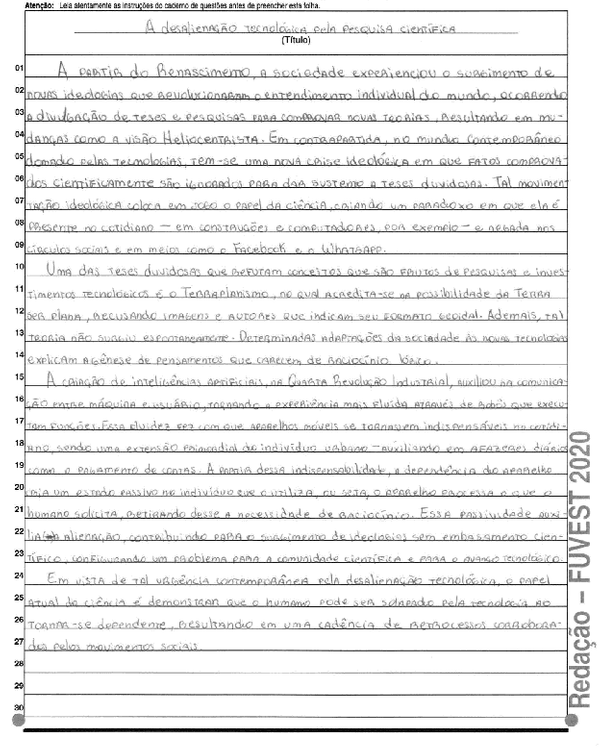 Atenção: Leia atentamente as instruções do caderno de questões antes de preencher esta folha.
A desalienação tecnológica pela pesquisa científica
(Título)
01 A partir do Renascimento, a sociedade experienciou o surgimento de
02 novas ideologias que revolucionaram o entendimento individual do mundo, ocorrendo
03 a divulgação de teses e pesquisas para comprovar novas teorias, resultando em mu-
04 danças como a visão Heliocentrista. Em contrapartida, no mundo contemporâneo
05 domado pelas tecnologias, tem-se uma nova crise ideológica em que fatos comprova-
06 dos cientificamente são ignorados para dar sustento a teses duvidosas. Tal movimen-
07 tação ideológica coloca em jogo o papel da ciência, criando um paradoxo em que ela é
08 presente no cotidiano – em construções e computadores, por exemplo – e negada nos
09 círculos sociais e em meios como o Facebook e o WhatsApp.
10 Uma das teses duvidosas que refutam conceitos que são frutos de pesquisas e inves-
11 timentos tecnológicos é o Terraplanismo, no qual acredita-se na possibilidade da Terra
12 ser plana, recusando imagens e autores que indicam seu formato geoidal. Ademais, tal
13 teoria não surgiu espontaneamente. Determinadas adaptações da sociedade às novas tecnologias
14 explicam a gênese de pensamentos que carecem de raciocínio lógico.
15 A criação de inteligências artificiais, na Quarta Revolução Industrial, auxiliou na comunica-
16 ção entre máquina e usuário, tornando a experiência mais fluida através de robôs que execu-
17 tam funções. Essa fluidez fez com que aparelhos móveis se tornassem indispensáveis no cotidi-
18 ano, sendo uma extensão primordial do indivíduo urbano – auxiliando em afazeres diários
19 como o pagamento de contas. A partir dessa indispensabilidade, a dependência do aparelho
20 cria um estado passivo no indivíduo que o utiliza, ou seja, o aparelho processa o que o
21 humano solicita, retirando desse a necessidade de raciocínio. Essa passividade auxi-
22 lia a alienação, contribuindo para o surgimento de ideologias sem embasamento cien-
23 tífico, configurando um problema para a comunidade científica e para o avanço tecnológico.
24 Em vista de tal urgência contemporânea pela desalienação tecnológica, o papel
25 atual da ciência é demonstrar que o humano pode ser solapado pela tecnologia ao
26 tornar-se dependente, resultando em uma cadência de retrocessos corrobora-
27 dos pelos movimentos sociais.
28
29
30
Redação – FUVEST 2020